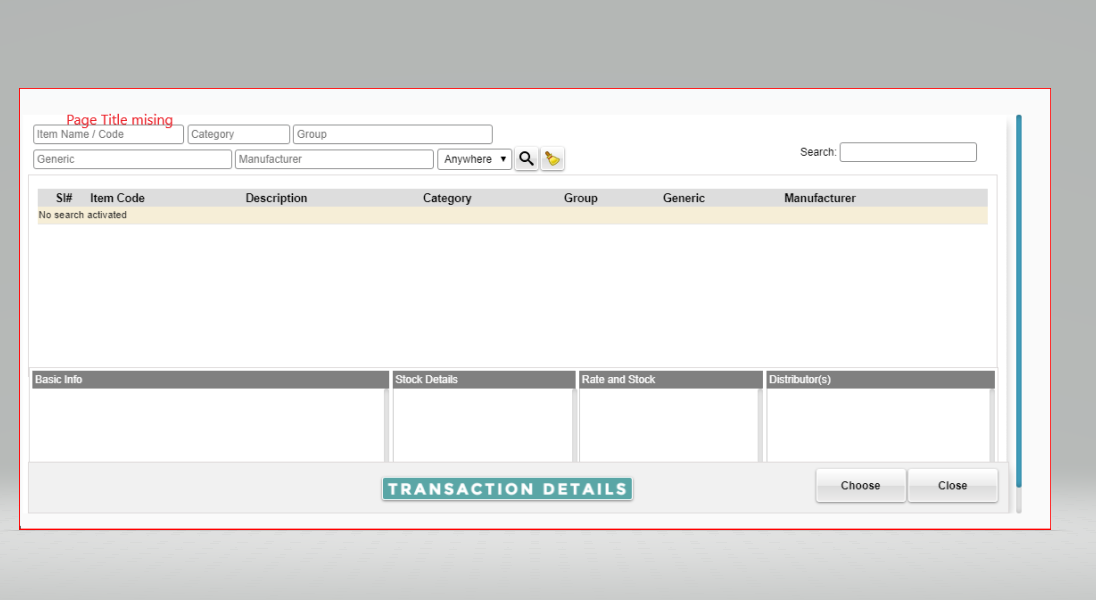 Page Title mising
Item Name / Code Category Group
Generic Manufacturer Anywhere Search:
Sl# Item Code Description Category Group Generic Manufacturer
No search activated
Basic Info Stock Details Rate and Stock Distributor(s)
TRANSACTION DETAILS Choose Close